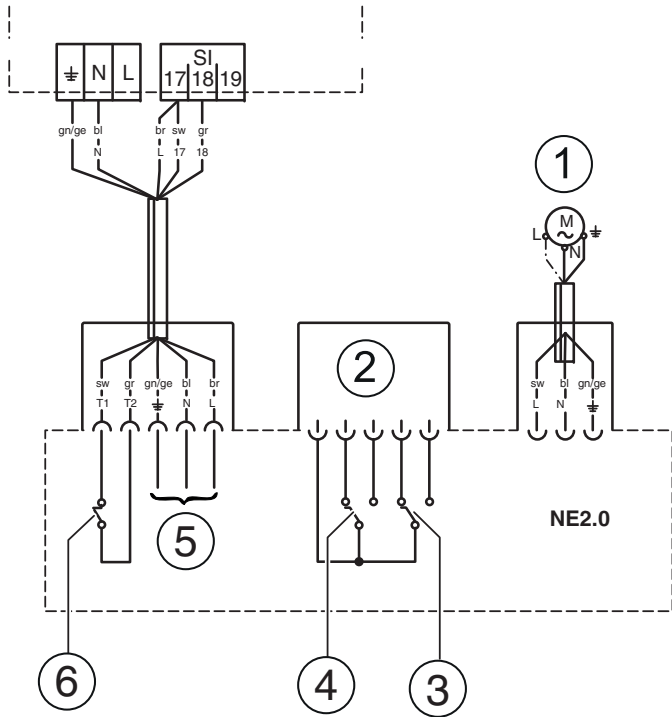 SI
N L 17 18 19
gn/ge bl br sw gr
N L 17 18
1
M
L N
2
sw gr gn/ge bl br
T1 T2 N L
sw bl gn/ge
L N
5
NE2.0
6 4 3